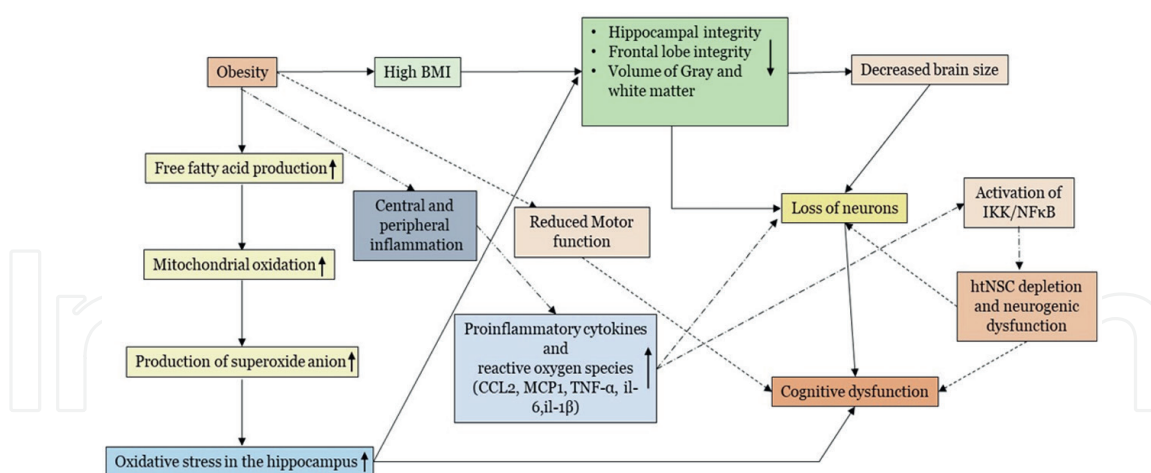 • Hippocampal integrity
• Frontal lobe integrity
• Volume of Gray and
white matter
Obesity
High BMI
Decreased brain size
Free fatty acid production
Central and
peripheral
inflammation
Reduced Motor
function
Loss of neurons
Activation of
IKK/NFκB
Mitochondrial oxidation
htNSC depletion
and neurogenic
dysfunction
Proinflammatory cytokines
and
reactive oxygen species
(CCL2, MCP1, TNF-α, il-
6,il-1β)
Production of superoxide anion
Cognitive dysfunction
Oxidative stress in the hippocampus